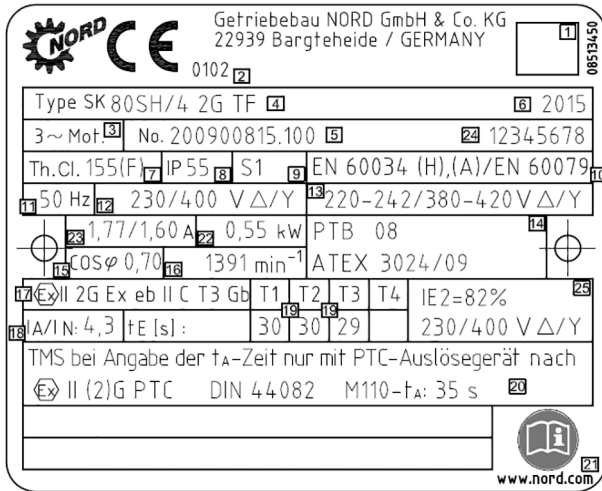 NORD CE Getriebebau NORD GmbH & Co. KG 1
22939 Bargteheide / GERMANY
0102 2
08513450
Type SK 80SH/4 2G TF 4 6 2015
3~ Mot. 3 No. 200900815.100 5 24 12345678
Th.Cl. 155(F) 7 IP55 8 S1 9 EN 60034 (H),(A)/EN 60079 10
11 50 Hz 12 230/400 V Δ/Y 13 220-242/380-420V Δ/Y
23 1,77/1,60 A 22 0,55 kW PTB 08 14
15 cosφ 0,70 16 1391 min⁻¹ ATEX 3024/09
17 Ex II 2G Ex eb II C T3 Gb T1 T2 T3 T4 IE2=82% 25
18 IA/IN: 4,3 tE [s]: 19 19 30 30 29 230/400 V Δ/Y
TMS bei Angabe der tA-Zeit nur mit PTC-Auslösegerät nach
Ex II (2)G PTC DIN 44082 M110-tA: 35 s 20
i
21
www.nord.com